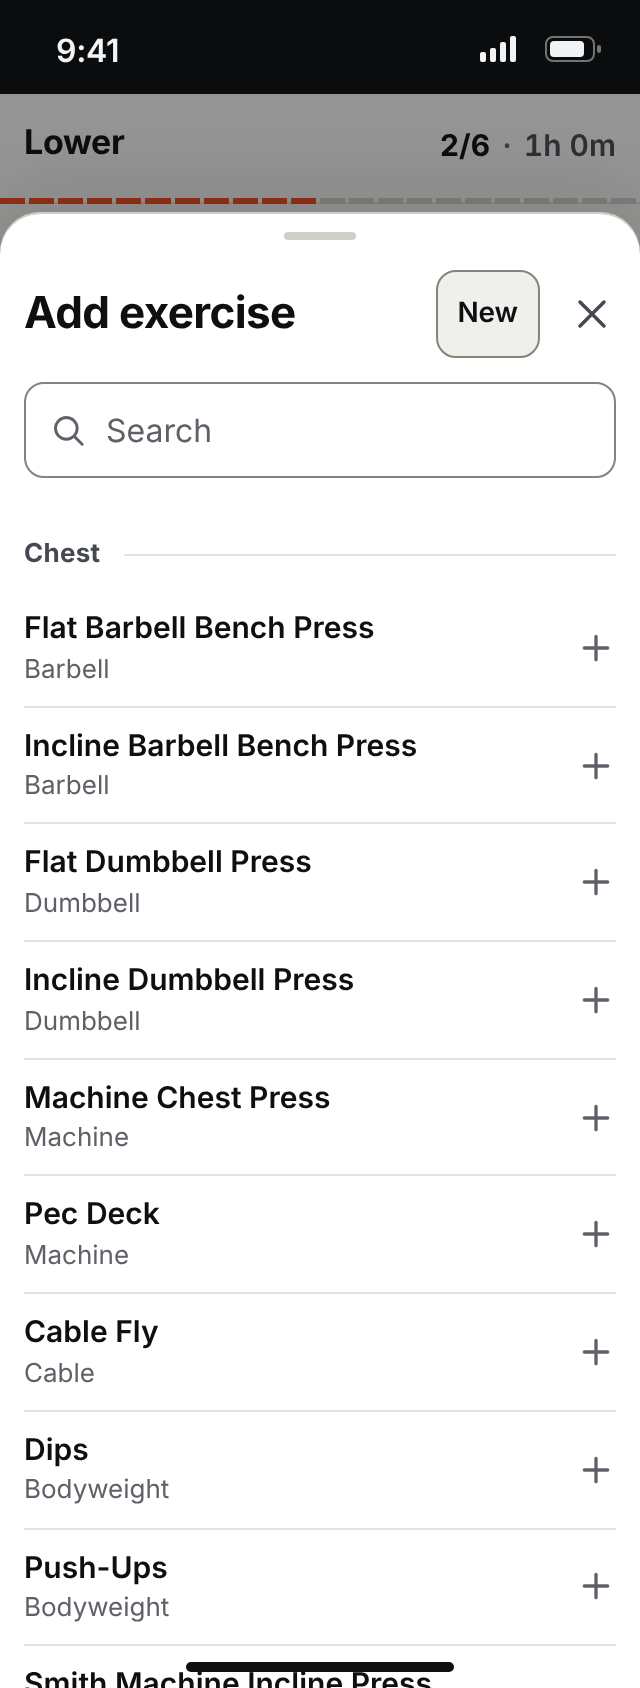 9:41
Lower
2/6 · 1h 0m
Add exercise
New
Search
Chest
Flat Barbell Bench Press
Barbell
Incline Barbell Bench Press
Barbell
Flat Dumbbell Press
Dumbbell
Incline Dumbbell Press
Dumbbell
Machine Chest Press
Machine
Pec Deck
Machine
Cable Fly
Cable
Dips
Bodyweight
Push-Ups
Bodyweight
Smith Machine Incline Press